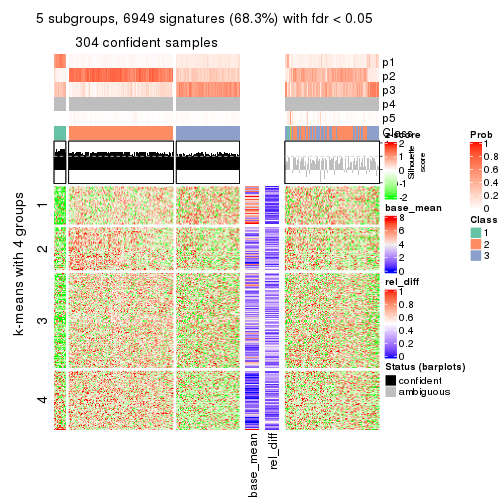 5 subgroups, 6949 signatures (68.3%) with fdr < 0.05
304 confident samples
p1
p2
p3
p4
p5
Class
Silhouette
score
z-score
2
1
0
-1
-2
Prob
1
0.8
0.6
0.4
0.2
0
Class
1
2
3
base_mean
8
6
4
2
0
rel_diff
1
0.8
0.6
0.4
0.2
0
Status (barplots)
confident
ambiguous
k-means with 4 groups
1
2
3
4
base_mean
rel_diff